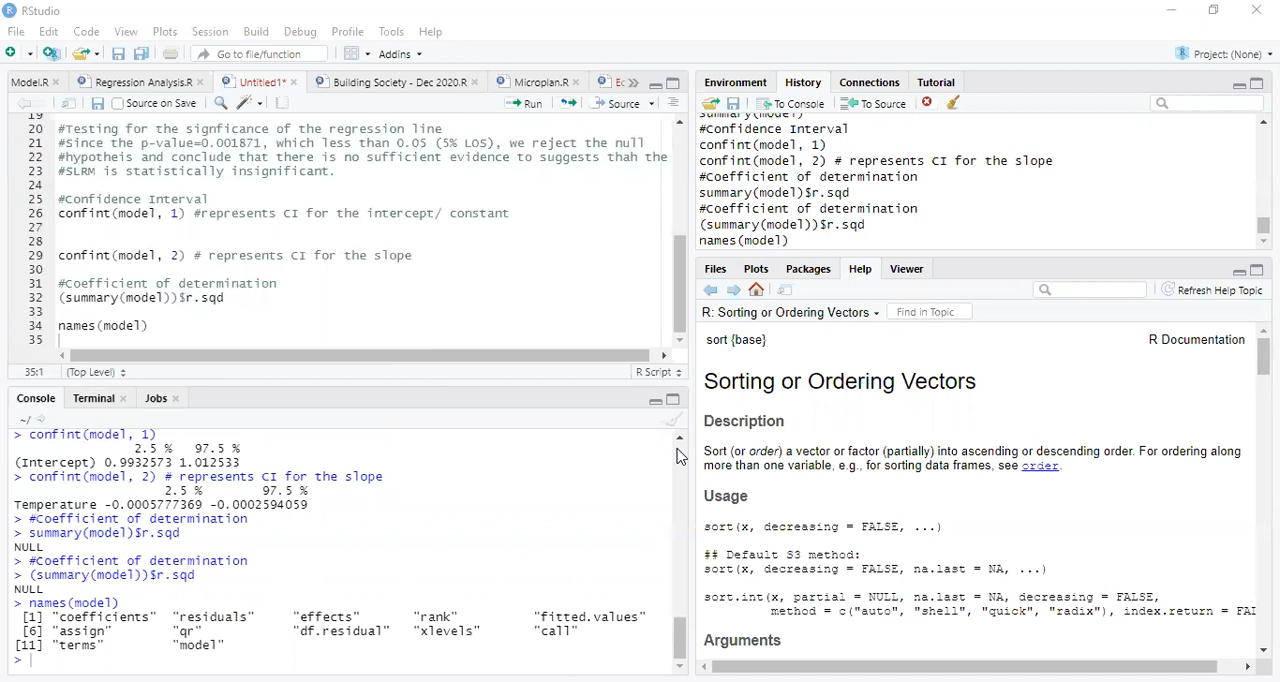 RStudio
File Edit Code View Plots Session Build Debug Profile Tools Help
Go to file/function Addins Project: (None)
Model.R Regression Analysis.R Untitled1* Building Society - Dec 2020.R Microplan.R Ec
Source on Save Run Source
19
20 #Testing for the signficance of the regression line
21 #Since the p-value=0.001871, which less than 0.05 (5% LOS), we reject the null
22 #hypotheis and conclude that there is no sufficient evidence to suggests thah the
23 #SLRM is statistically insignificant.
24
25 #Confidence Interval
26 confint(model, 1) #represents CI for the intercept/ constant
27
28
29 confint(model, 2) # represents CI for the slope
30
31 #Coefficient of determination
32 (summary(model))$r.sqd
33
34 names(model)
35
35:1 (Top Level) R Script
Console Terminal Jobs
~/
> confint(model, 1)
2.5 % 97.5 %
(Intercept) 0.9932573 1.012533
> confint(model, 2) # represents CI for the slope
2.5 % 97.5 %
Temperature -0.0005777369 -0.0002594059
> #Coefficient of determination
> summary(model)$r.sqd
NULL
> #Coefficient of determination
> (summary(model))$r.sqd
NULL
> names(model)
[1] "coefficients" "residuals" "effects" "rank" "fitted.values"
[6] "assign" "qr" "df.residual" "xlevels" "call"
[11] "terms" "model"
>
Environment History Connections Tutorial
To Console To Source
summary(model)
#Confidence Interval
confint(model, 1)
confint(model, 2) # represents CI for the slope
#Coefficient of determination
summary(model)$r.sqd
#Coefficient of determination
(summary(model))$r.sqd
names(model)
Files Plots Packages Help Viewer
Refresh Help Topic
R: Sorting or Ordering Vectors Find in Topic
sort {base} R Documentation
Sorting or Ordering Vectors
Description
Sort (or order) a vector or factor (partially) into ascending or descending order. For ordering along
more than one variable, e.g., for sorting data frames, see order.
Usage
sort(x, decreasing = FALSE, ...)
## Default S3 method:
sort(x, decreasing = FALSE, na.last = NA, ...)
sort.int(x, partial = NULL, na.last = NA, decreasing = FALSE,
method = c("auto", "shell", "quick", "radix"), index.return = FAL
Arguments